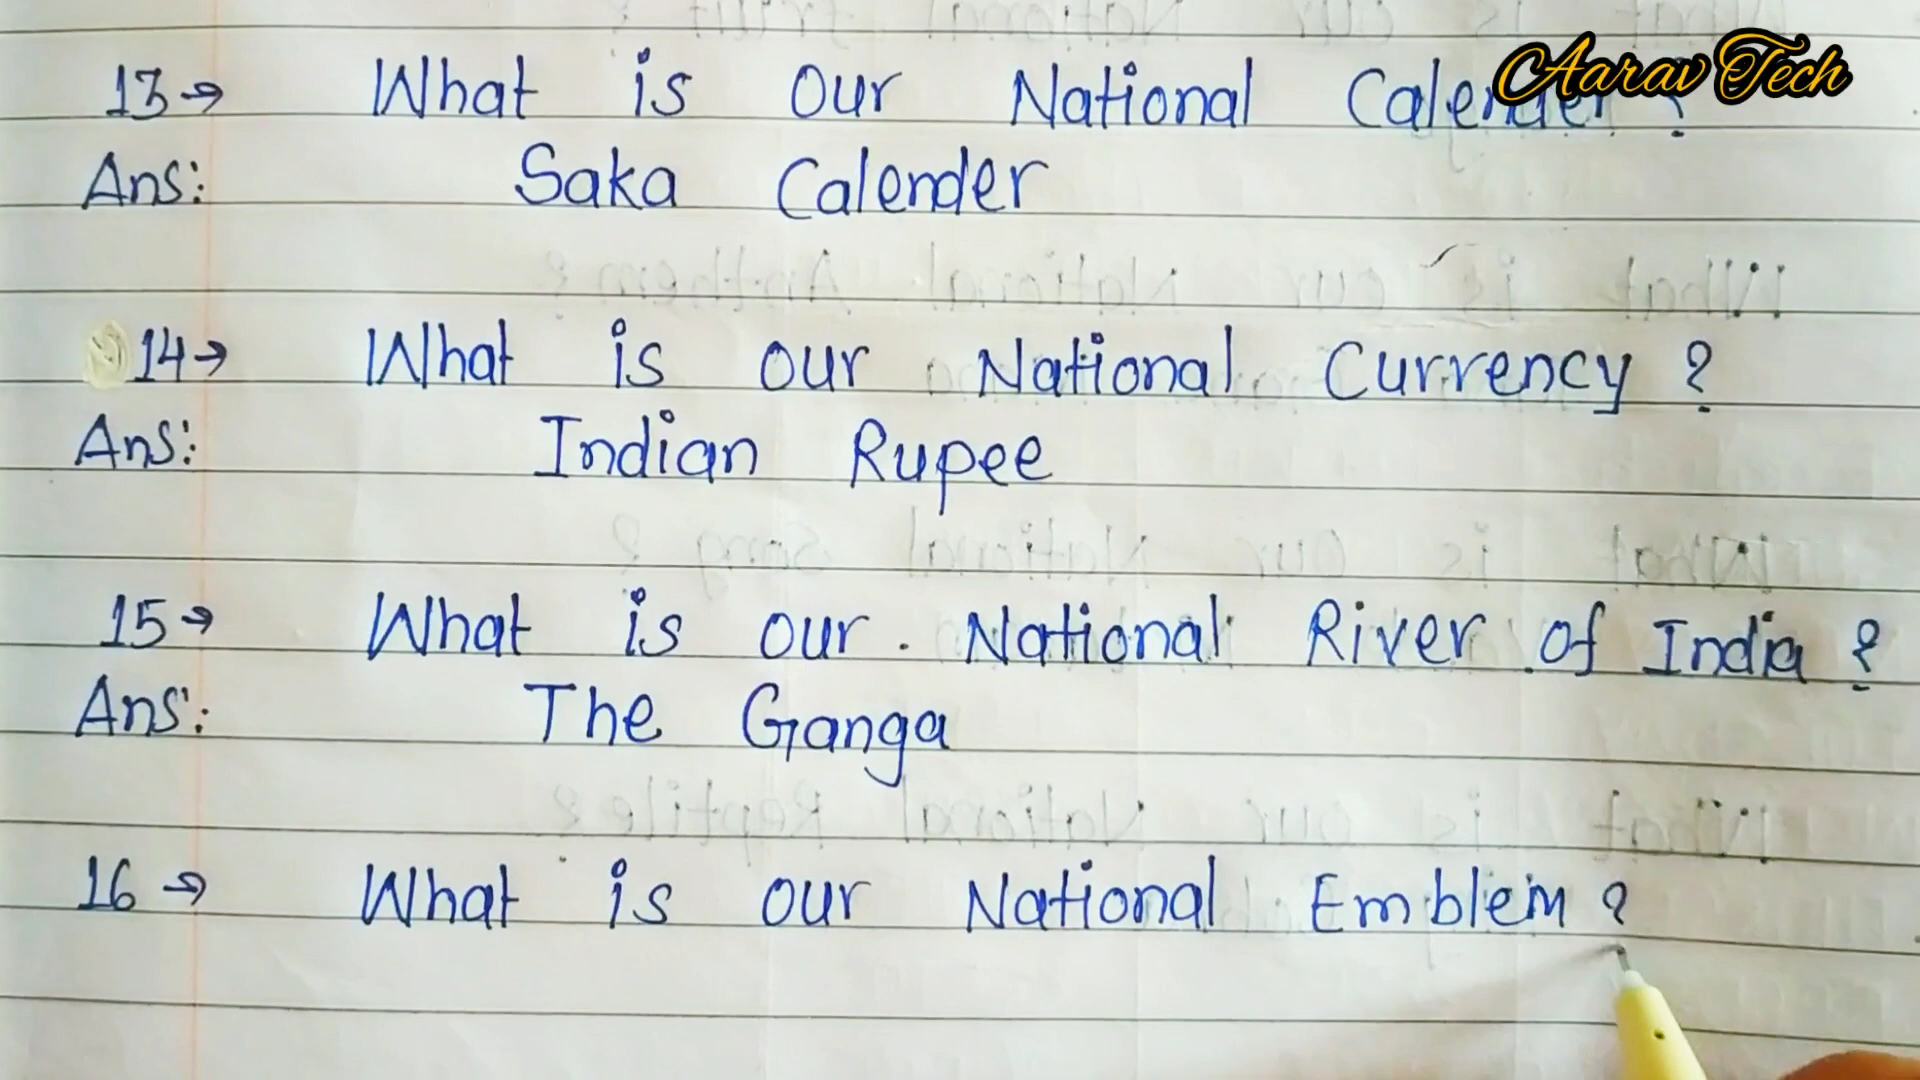 Aarav Tech
13→ What is our National Calender ?
Ans: Saka Calender
14→ What is our National Currency ?
Ans: Indian Rupee
15→ What is our National River of India ?
Ans: The Ganga
16→ What is our National Emblem ?